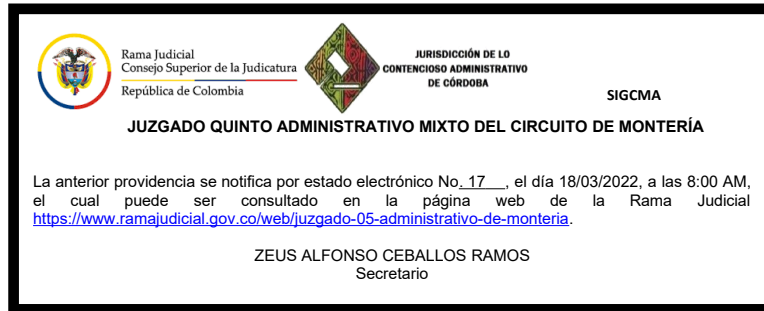 Rama Judicial
Consejo Superior de la Judicatura
República de Colombia
JURISDICCIÓN DE LO
CONTENCIOSO ADMINISTRATIVO
DE CÓRDOBA
SIGCMA
JUZGADO QUINTO ADMINISTRATIVO MIXTO DEL CIRCUITO DE MONTERÍA
La anterior providencia se notifica por estado electrónico No. 17   , el día 18/03/2022, a las 8:00 AM,
el cual puede ser consultado en la página web de la Rama Judicial
https://www.ramajudicial.gov.co/web/juzgado-05-administrativo-de-monteria.
ZEUS ALFONSO CEBALLOS RAMOS
Secretario